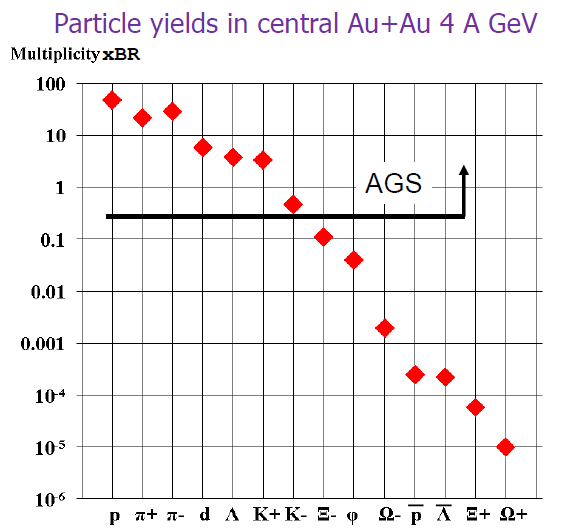 Particle yields in central Au+Au 4 A GeV
Multiplicity xBR
100
10
1
AGS
0.1
0.01
0.001
10⁻⁴
10⁻⁵
10⁻⁶
p π+ π- d Λ K+ K- Ξ- φ Ω- p̅ Λ̅ Ξ+ Ω+